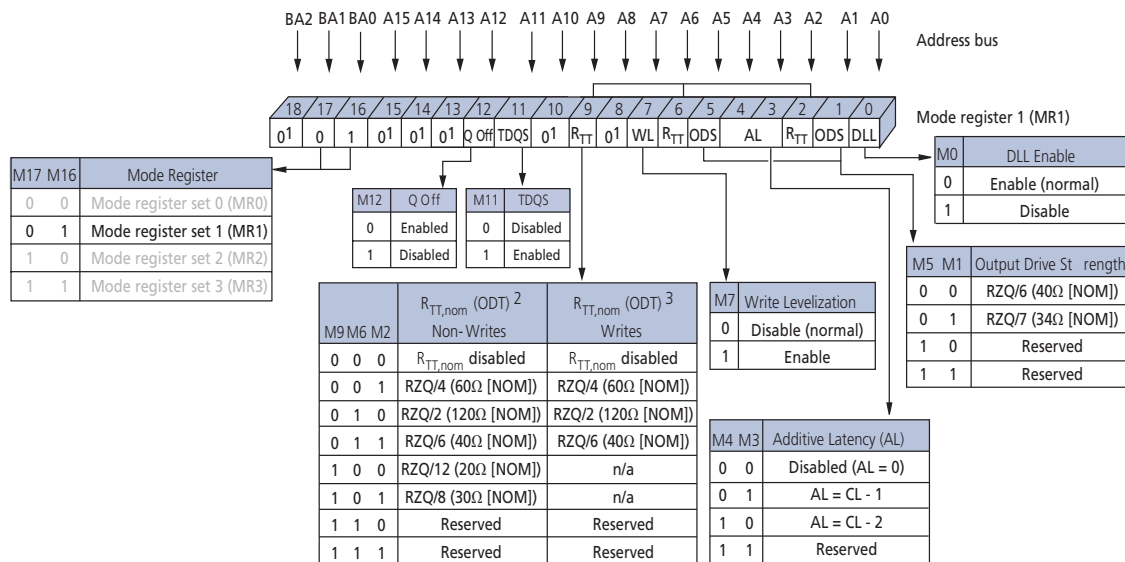 BA2 BA1 BA0 A15 A14 A13 A12 A11 A10 A9 A8 A7 A6 A5 A4 A3 A2 A1 A0
Address bus
18 17 16 15 14 13 12 11 10 9 8 7 6 5 4 3 2 1 0
0¹ 0 1 0¹ 0¹ 0¹ Q Off TDQS 0¹ RTT 0¹ WL RTT ODS AL RTT ODS DLL
Mode register 1 (MR1)
M17 M16 Mode Register
0 0 Mode register set 0 (MR0)
0 1 Mode register set 1 (MR1)
1 0 Mode register set 2 (MR2)
1 1 Mode register set 3 (MR3)
M12 Q Off
0 Enabled
1 Disabled
M11 TDQS
0 Disabled
1 Enabled
M0 DLL Enable
0 Enable (normal)
1 Disable
M5 M1 Output Drive St rength
0 0 RZQ/6 (40Ω [NOM])
0 1 RZQ/7 (34Ω [NOM])
1 0 Reserved
1 1 Reserved
M9 M6 M2 RTT,nom (ODT) 2 Non-Writes RTT,nom (ODT) 3 Writes
0 0 0 RTT,nom disabled RTT,nom disabled
0 0 1 RZQ/4 (60Ω [NOM]) RZQ/4 (60Ω [NOM])
0 1 0 RZQ/2 (120Ω [NOM]) RZQ/2 (120Ω [NOM])
0 1 1 RZQ/6 (40Ω [NOM]) RZQ/6 (40Ω [NOM])
1 0 0 RZQ/12 (20Ω [NOM]) n/a
1 0 1 RZQ/8 (30Ω [NOM]) n/a
1 1 0 Reserved Reserved
1 1 1 Reserved Reserved
M7 Write Levelization
0 Disable (normal)
1 Enable
M4 M3 Additive Latency (AL)
0 0 Disabled (AL = 0)
0 1 AL = CL - 1
1 0 AL = CL - 2
1 1 Reserved